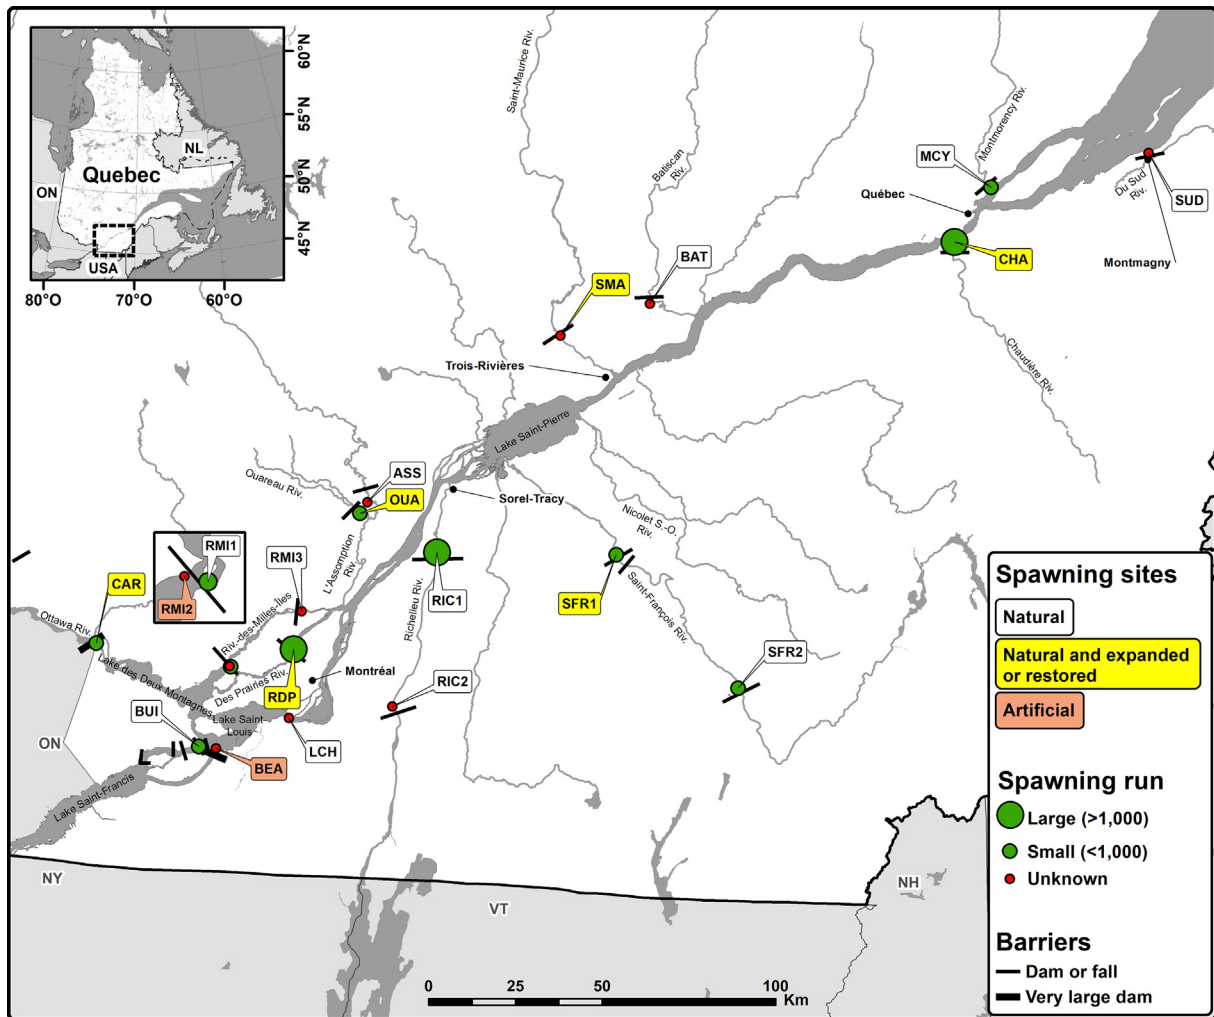 60°N
55°N
50°N
45°N
NL
Quebec
ON
USA
80°O
70°O
60°O
Saint-Maurice Riv.
Batiscan
Riv.
Montmorency Riv.
MCY
Québec
Du Sud
Riv.
SUD
Montmagny
CHA
BAT
SMA
Chaudière Riv.
Trois-Rivières
Lake Saint-Pierre
ASS
Ouareau Riv.
OUA
Sorel-Tracy
Nicolet S.-O.
Riv.
L'Assomption
Riv.
RMI1
RMI2
RMI3
CAR
RIC1
SFR1
Saint-François Riv.
Richelieu Riv.
Ottawa Riv.
Riv.-des-Milles-Îles
Lake des Deux Montagnes
Des Prairies Riv.
RDP
Montréal
SFR2
RIC2
BUI
Lake Saint-
Louis
LCH
ON
BEA
Lake Saint-Francis
NY
VT
NH
0
25
50
100
Km
Spawning sites
Natural
Natural and expanded
or restored
Artificial
Spawning run
Large (>1,000)
Small (<1,000)
Unknown
Barriers
Dam or fall
Very large dam